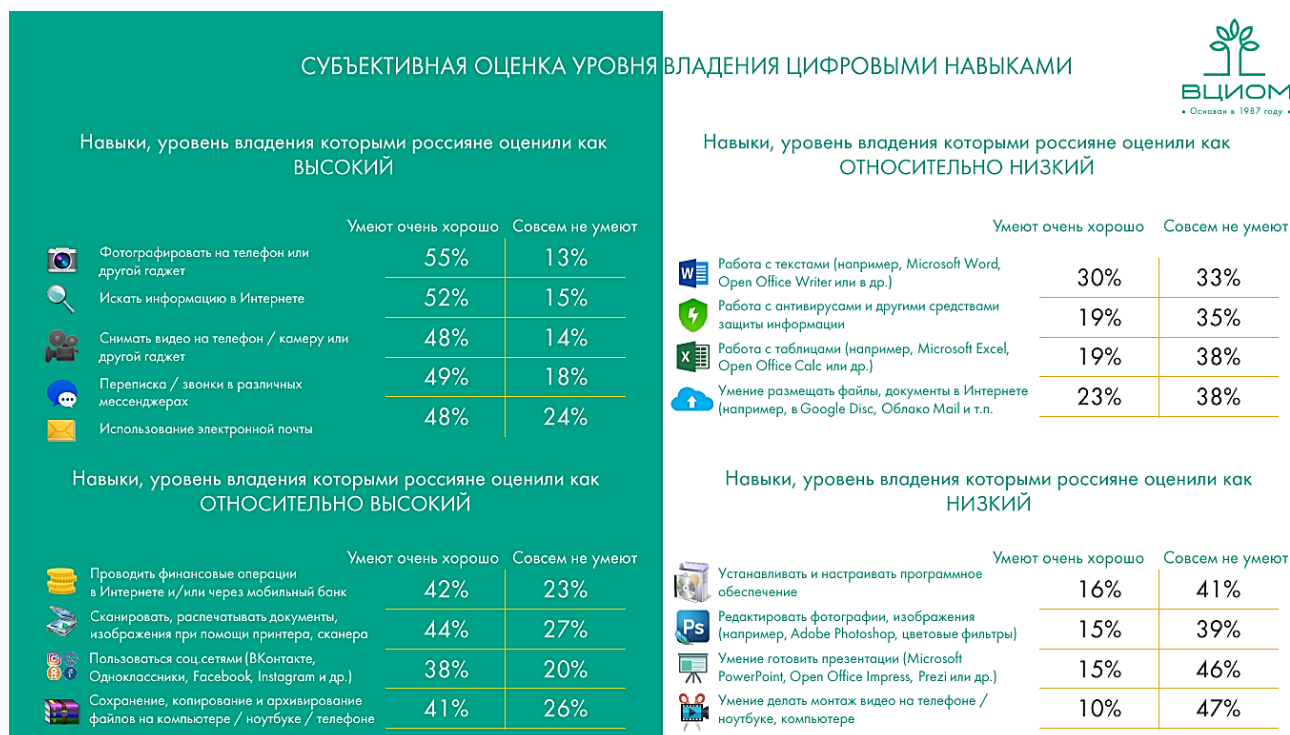 СУБЪЕКТИВНАЯ ОЦЕНКА УРОВНЯ ВЛАДЕНИЯ ЦИФРОВЫМИ НАВЫКАМИ
ВЦИОМ
• Основан в 1987 году •
Навыки, уровень владения которыми россияне оценили как
ВЫСОКИЙ
Умеют очень хорошо Совсем не умеют
Фотографировать на телефон или
другой гаджет
55% 13%
Искать информацию в Интернете
52% 15%
Снимать видео на телефон / камеру или
другой гаджет
48% 14%
Переписка / звонки в различных
мессенджерах
49% 18%
Использование электронной почты
48% 24%
Навыки, уровень владения которыми россияне оценили как
ОТНОСИТЕЛЬНО НИЗКИЙ
Умеют очень хорошо Совсем не умеют
W
Работа с текстами (например, Microsoft Word,
Open Office Writer или в др.)
30% 33%
Работа с антивирусами и другими средствами
защиты информации
19% 35%
X
Работа с таблицами (например, Microsoft Excel,
Open Office Calc или др.)
19% 38%
Умение размещать файлы, документы в Интернете
(например, в Google Disc, Облако Mail и т.п.
23% 38%
Навыки, уровень владения которыми россияне оценили как
ОТНОСИТЕЛЬНО ВЫСОКИЙ
Умеют очень хорошо Совсем не умеют
Проводить финансовые операции
в Интернете и/или через мобильный банк
42% 23%
Сканировать, распечатывать документы,
изображения при помощи принтера, сканера
44% 27%
Пользоваться соц.сетями (ВКонтакте,
Одноклассники, Facebook, Instagram и др.)
38% 20%
Сохранение, копирование и архивирование
файлов на компьютере / ноутбуке / телефоне
41% 26%
Навыки, уровень владения которыми россияне оценили как
НИЗКИЙ
Умеют очень хорошо Совсем не умеют
Устанавливать и настраивать программное
обеспечение
16% 41%
Ps
Редактировать фотографии, изображения
(например, Adobe Photoshop, цветовые фильтры)
15% 39%
Умение готовить презентации (Microsoft
PowerPoint, Open Office Impress, Prezi или др.)
15% 46%
Умение делать монтаж видео на телефоне /
ноутбуке, компьютере
10% 47%